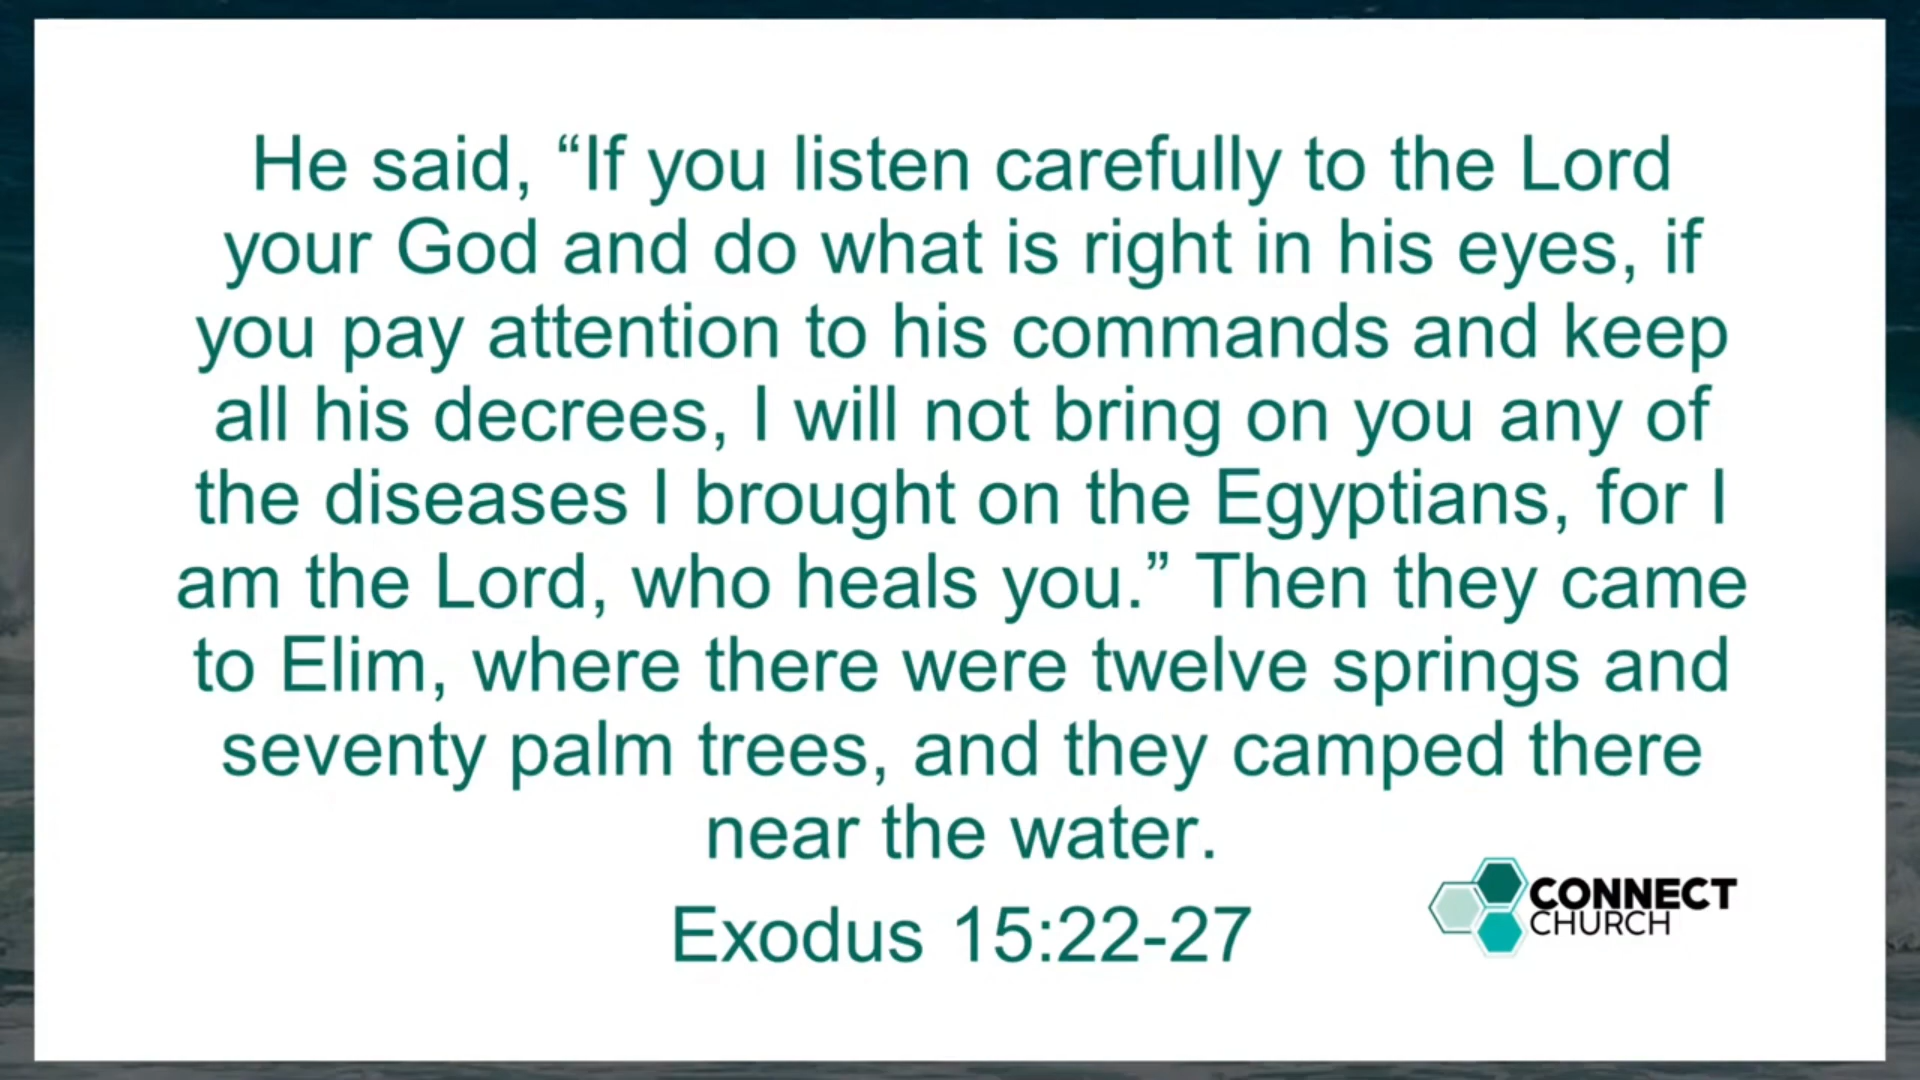 He said, “If you listen carefully to the Lord
your God and do what is right in his eyes, if
you pay attention to his commands and keep
all his decrees, I will not bring on you any of
the diseases I brought on the Egyptians, for I
am the Lord, who heals you.” Then they came
to Elim, where there were twelve springs and
seventy palm trees, and they camped there
near the water.
Exodus 15:22-27
CONNECT
CHURCH